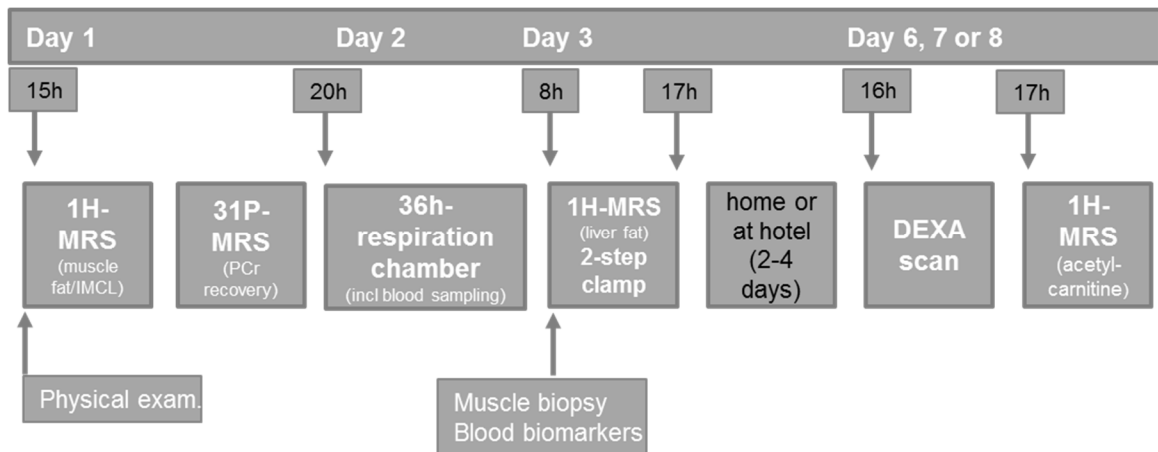 Day 1
Day 2
Day 3
Day 6, 7 or 8
15h
20h
8h
17h
16h
17h
1H-
MRS
(muscle
fat/IMCL)
31P-
MRS
(PCr
recovery)
36h-
respiration
chamber
(incl blood sampling)
1H-MRS
(liver fat)
2-step
clamp
home or
at hotel
(2-4
days)
DEXA
scan
1H-
MRS
(acetyl-
carnitine)
Physical exam.
Muscle biopsy
Blood biomarkers